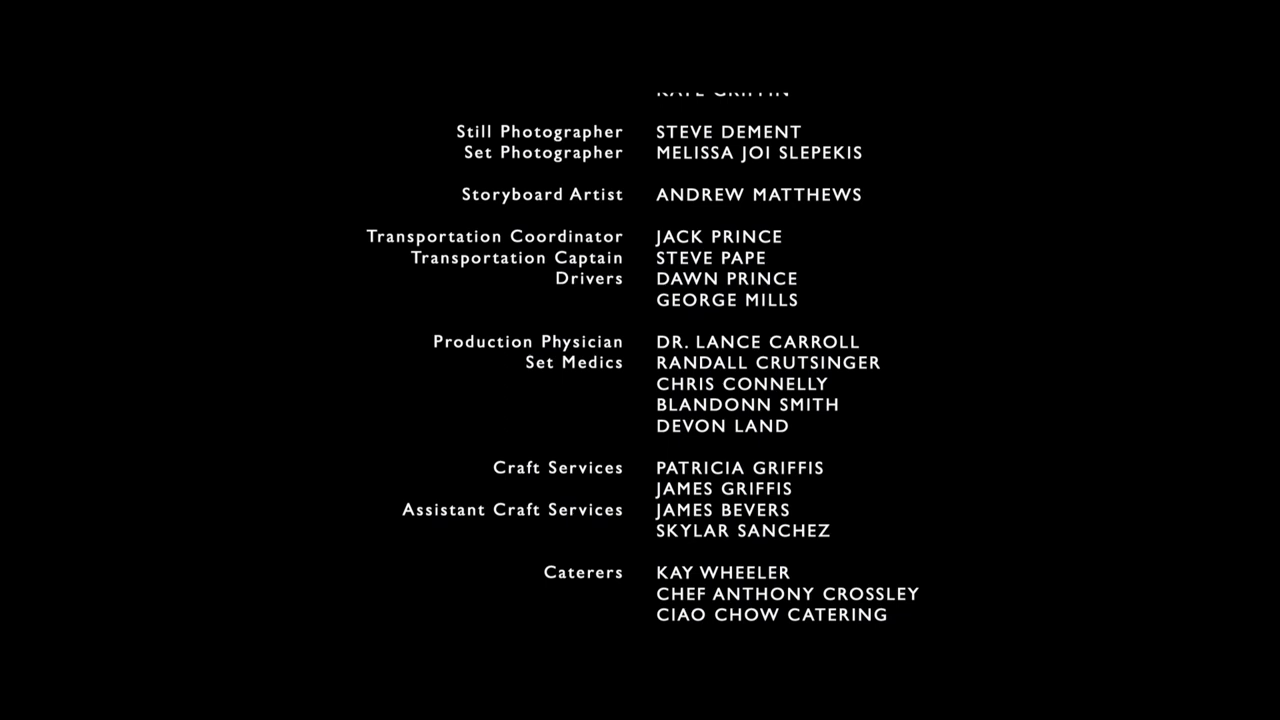 Still Photographer STEVE DEMENT
Set Photographer MELISSA JOI SLEPEKIS
Storyboard Artist ANDREW MATTHEWS
Transportation Coordinator JACK PRINCE
Transportation Captain STEVE PAPE
Drivers DAWN PRINCE
GEORGE MILLS
Production Physician DR. LANCE CARROLL
Set Medics RANDALL CRUTSINGER
CHRIS CONNELLY
BLANDONN SMITH
DEVON LAND
Craft Services PATRICIA GRIFFIS
JAMES GRIFFIS
Assistant Craft Services JAMES BEVERS
SKYLAR SANCHEZ
Caterers KAY WHEELER
CHEF ANTHONY CROSSLEY
CIAO CHOW CATERING